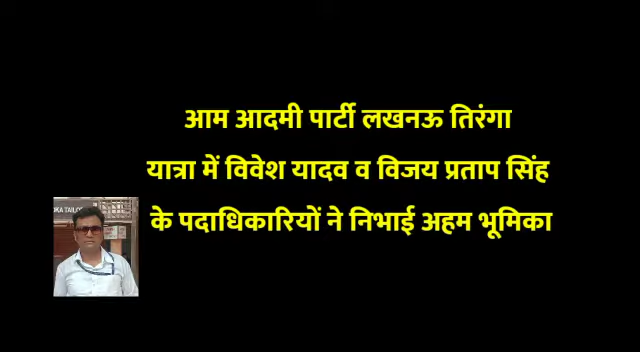 आम आदमी पार्टी लखनऊ तिरंगा
यात्रा में विवेश यादव व विजय प्रताप सिंह
के पदाधिकारियों ने निभाई अहम भूमिका